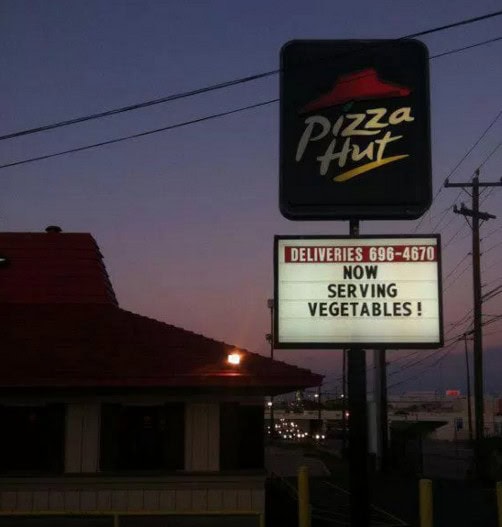 Pizza
Hut
DELIVERIES 696-4670
NOW
SERVING
VEGETABLES!